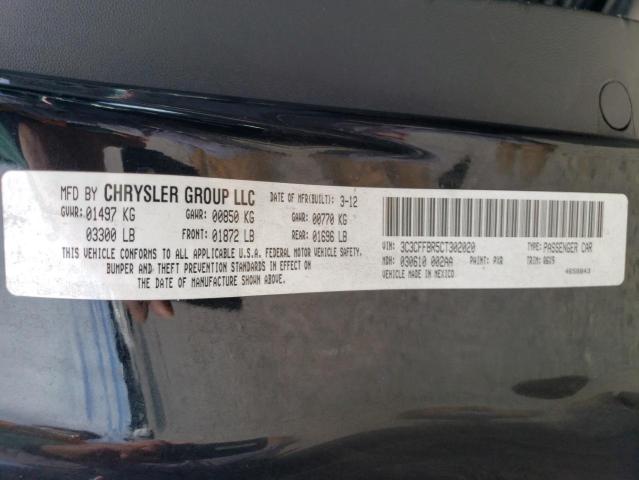 MFD BY CHRYSLER GROUP LLC DATE OF MFR(BUILT): 3-12
GVWR: 01497 KG GAWR: 00850 KG GAWR: 00770 KG
03300 LB FRONT: 01872 LB REAR: 01696 LB
THIS VEHICLE CONFORMS TO ALL APPLICABLE U.S.A. FEDERAL MOTOR VEHICLE SAFETY,
BUMPER AND THEFT PREVENTION STANDARDS IN EFFECT ON
THE DATE OF MANUFACTURE SHOWN ABOVE.
VIN: 3C3CFFBR5CT302020 TYPE: PASSENGER CAR
MDH: 030610 002AA PAINT: PXR TRIM: 06G9
VEHICLE MADE IN MEXICO 4658843